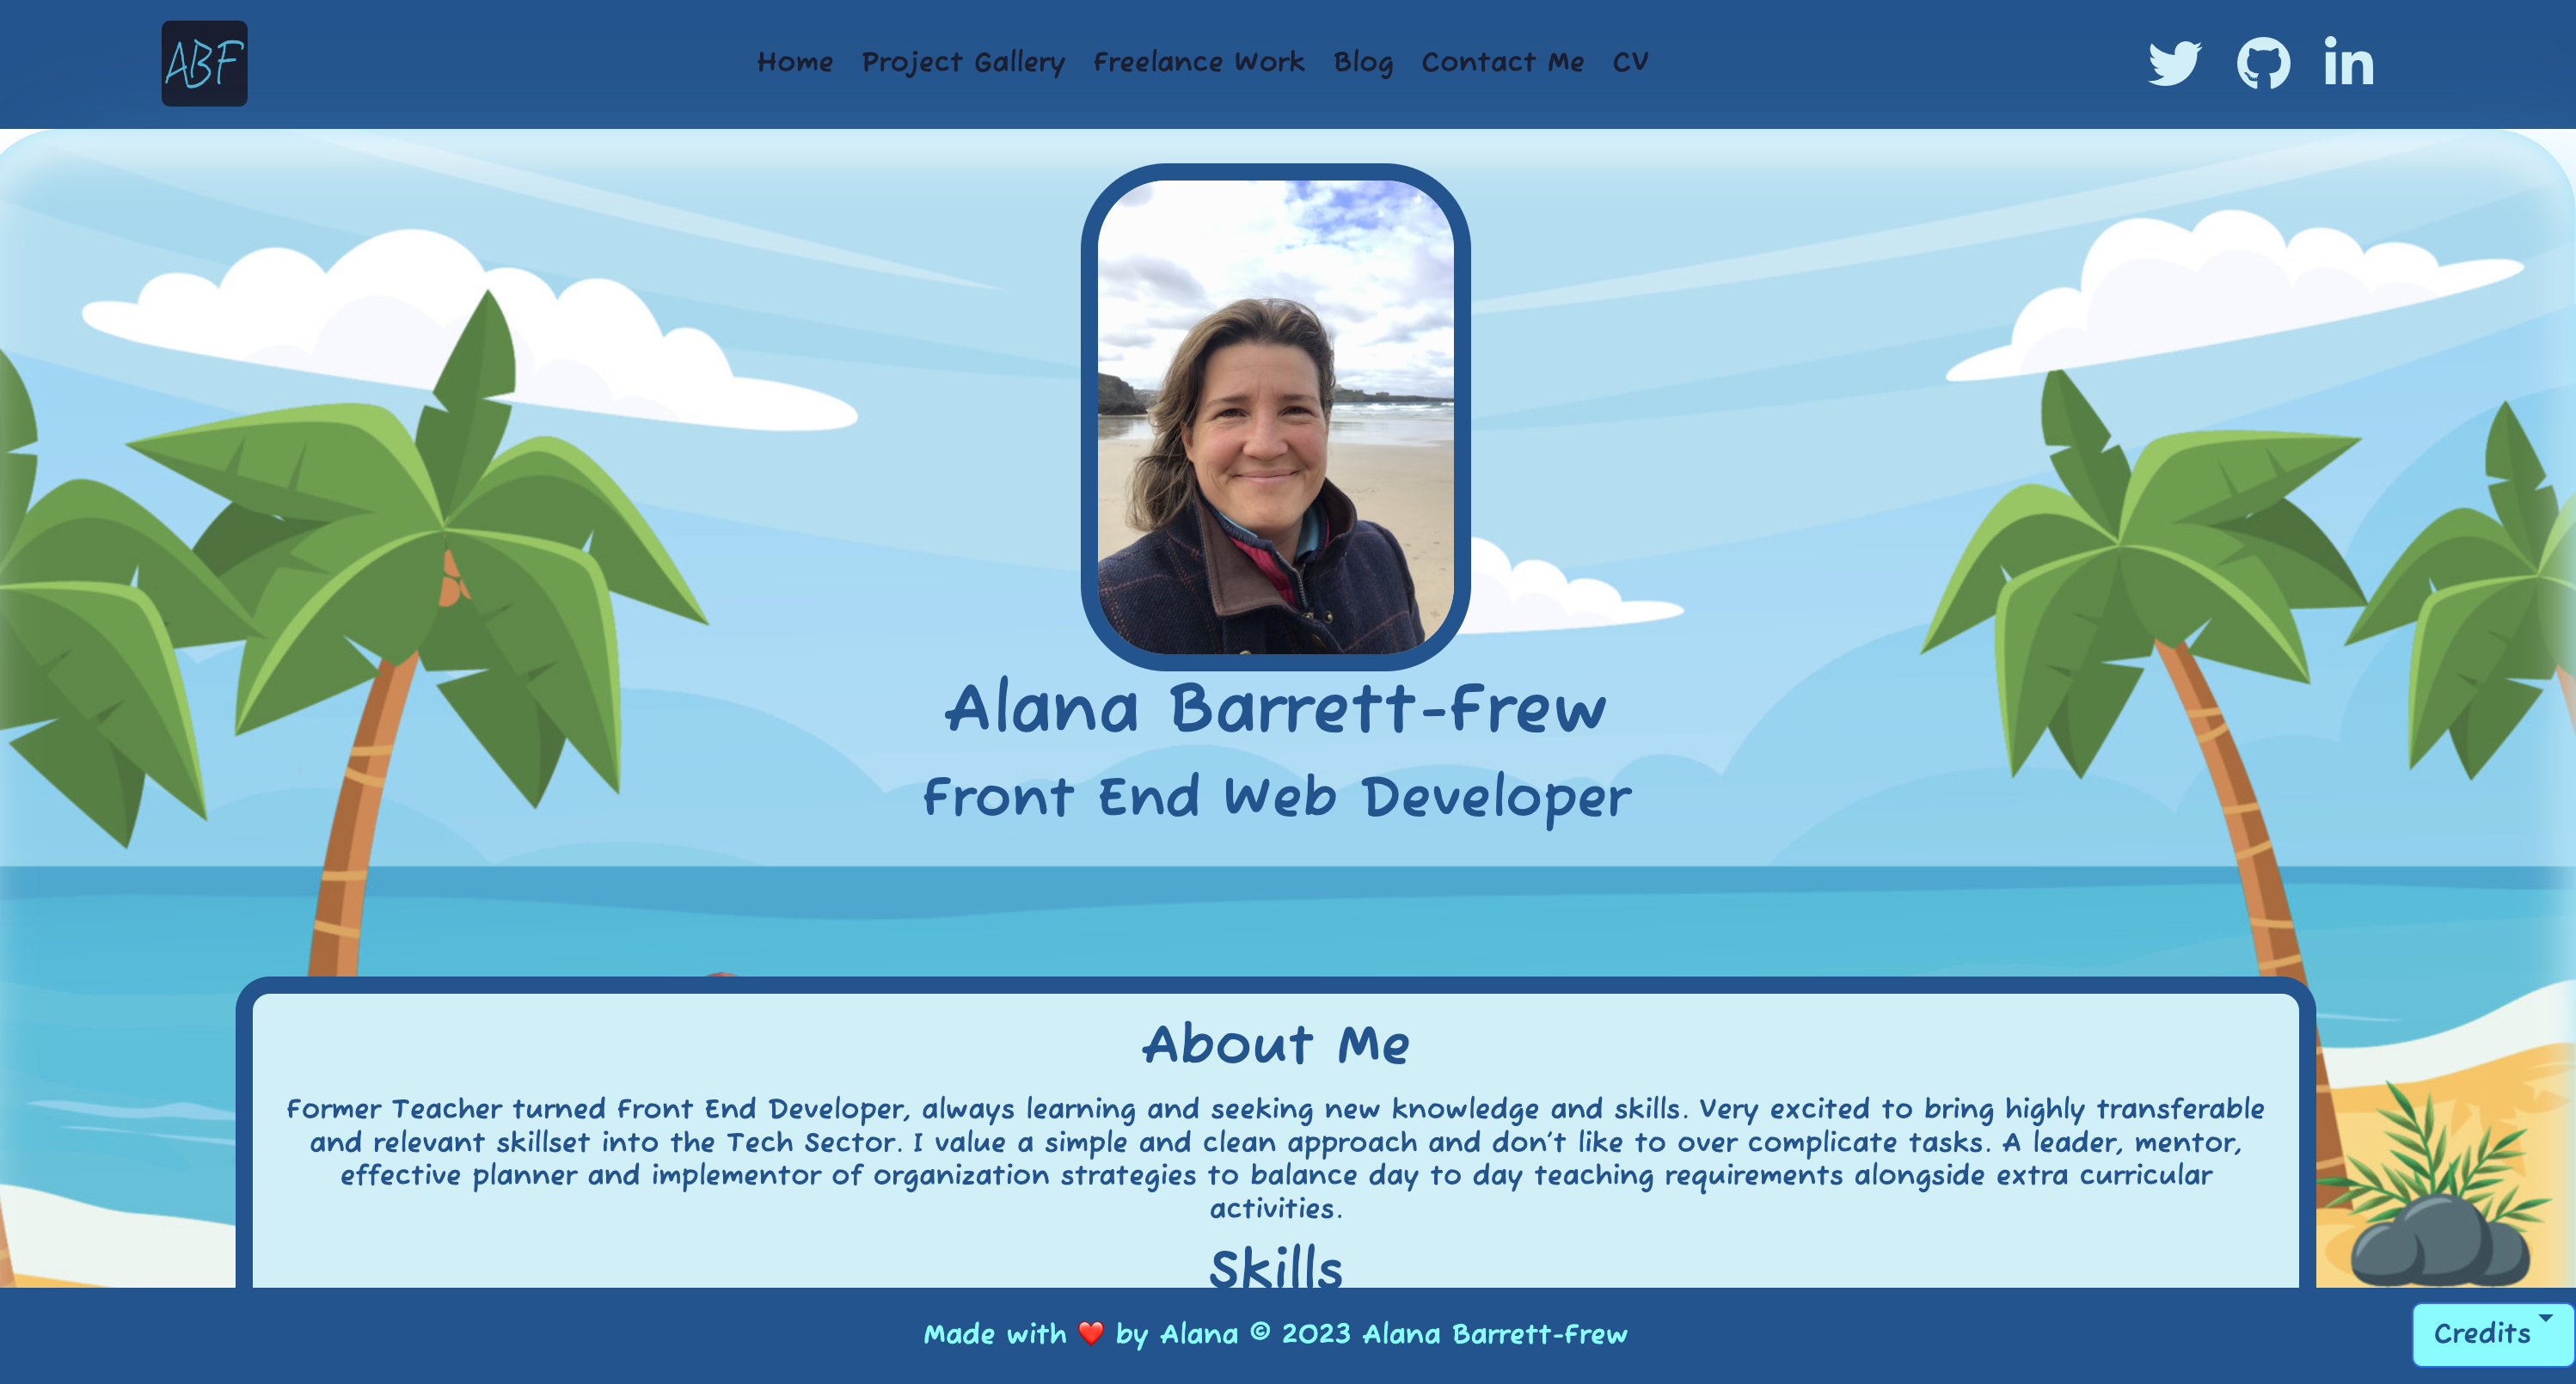 ABF
Home Project Gallery Freelance Work Blog Contact Me CV
Alana Barrett-Frew
Front End Web Developer
About Me
Former Teacher turned Front End Developer, always learning and seeking new knowledge and skills. Very excited to bring highly transferable
and relevant skillset into the Tech Sector. I value a simple and clean approach and don't like to over complicate tasks. A leader, mentor,
effective planner and implementor of organization strategies to balance day to day teaching requirements alongside extra curricular
activities.
Skills
Made with ❤️ by Alana © 2023 Alana Barrett-Frew
Credits